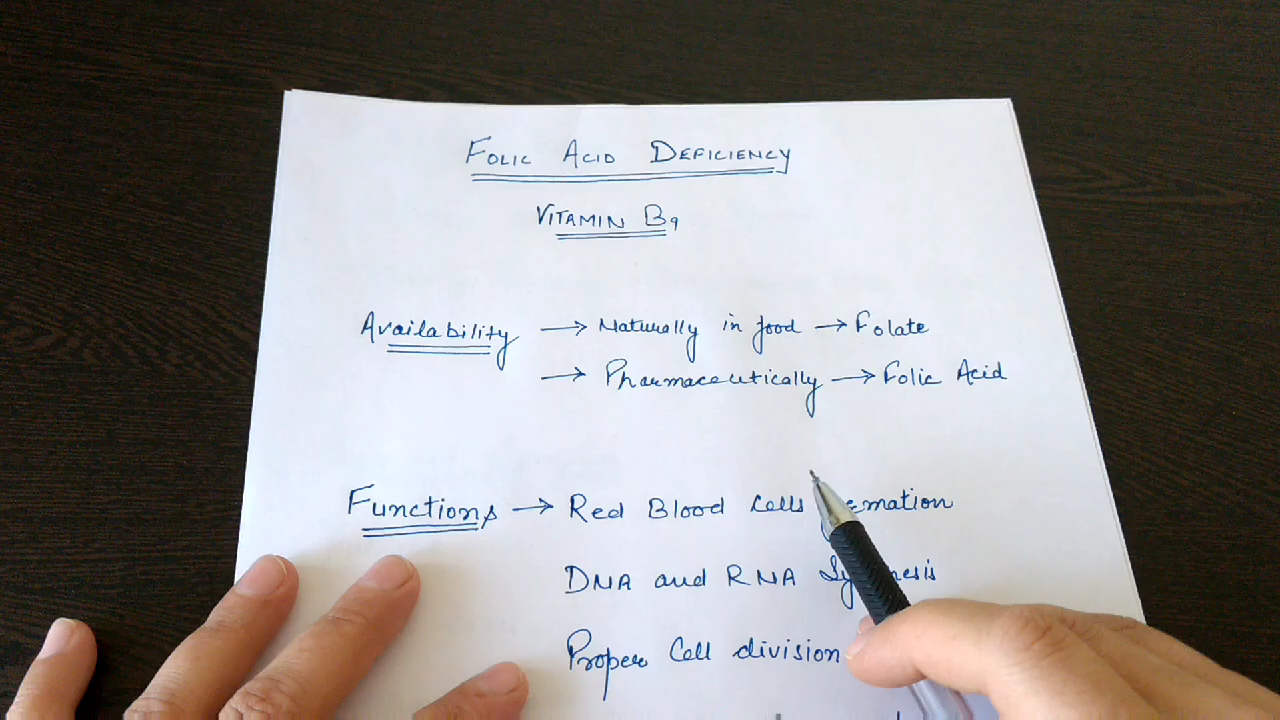 FOLIC ACID DEFICIENCY
VITAMIN B9
Availability → Naturally in food → Folate
→ Pharmaceutically → Folic Acid
Functions → Red Blood Cells
DNA and RNA
Proper Cell division